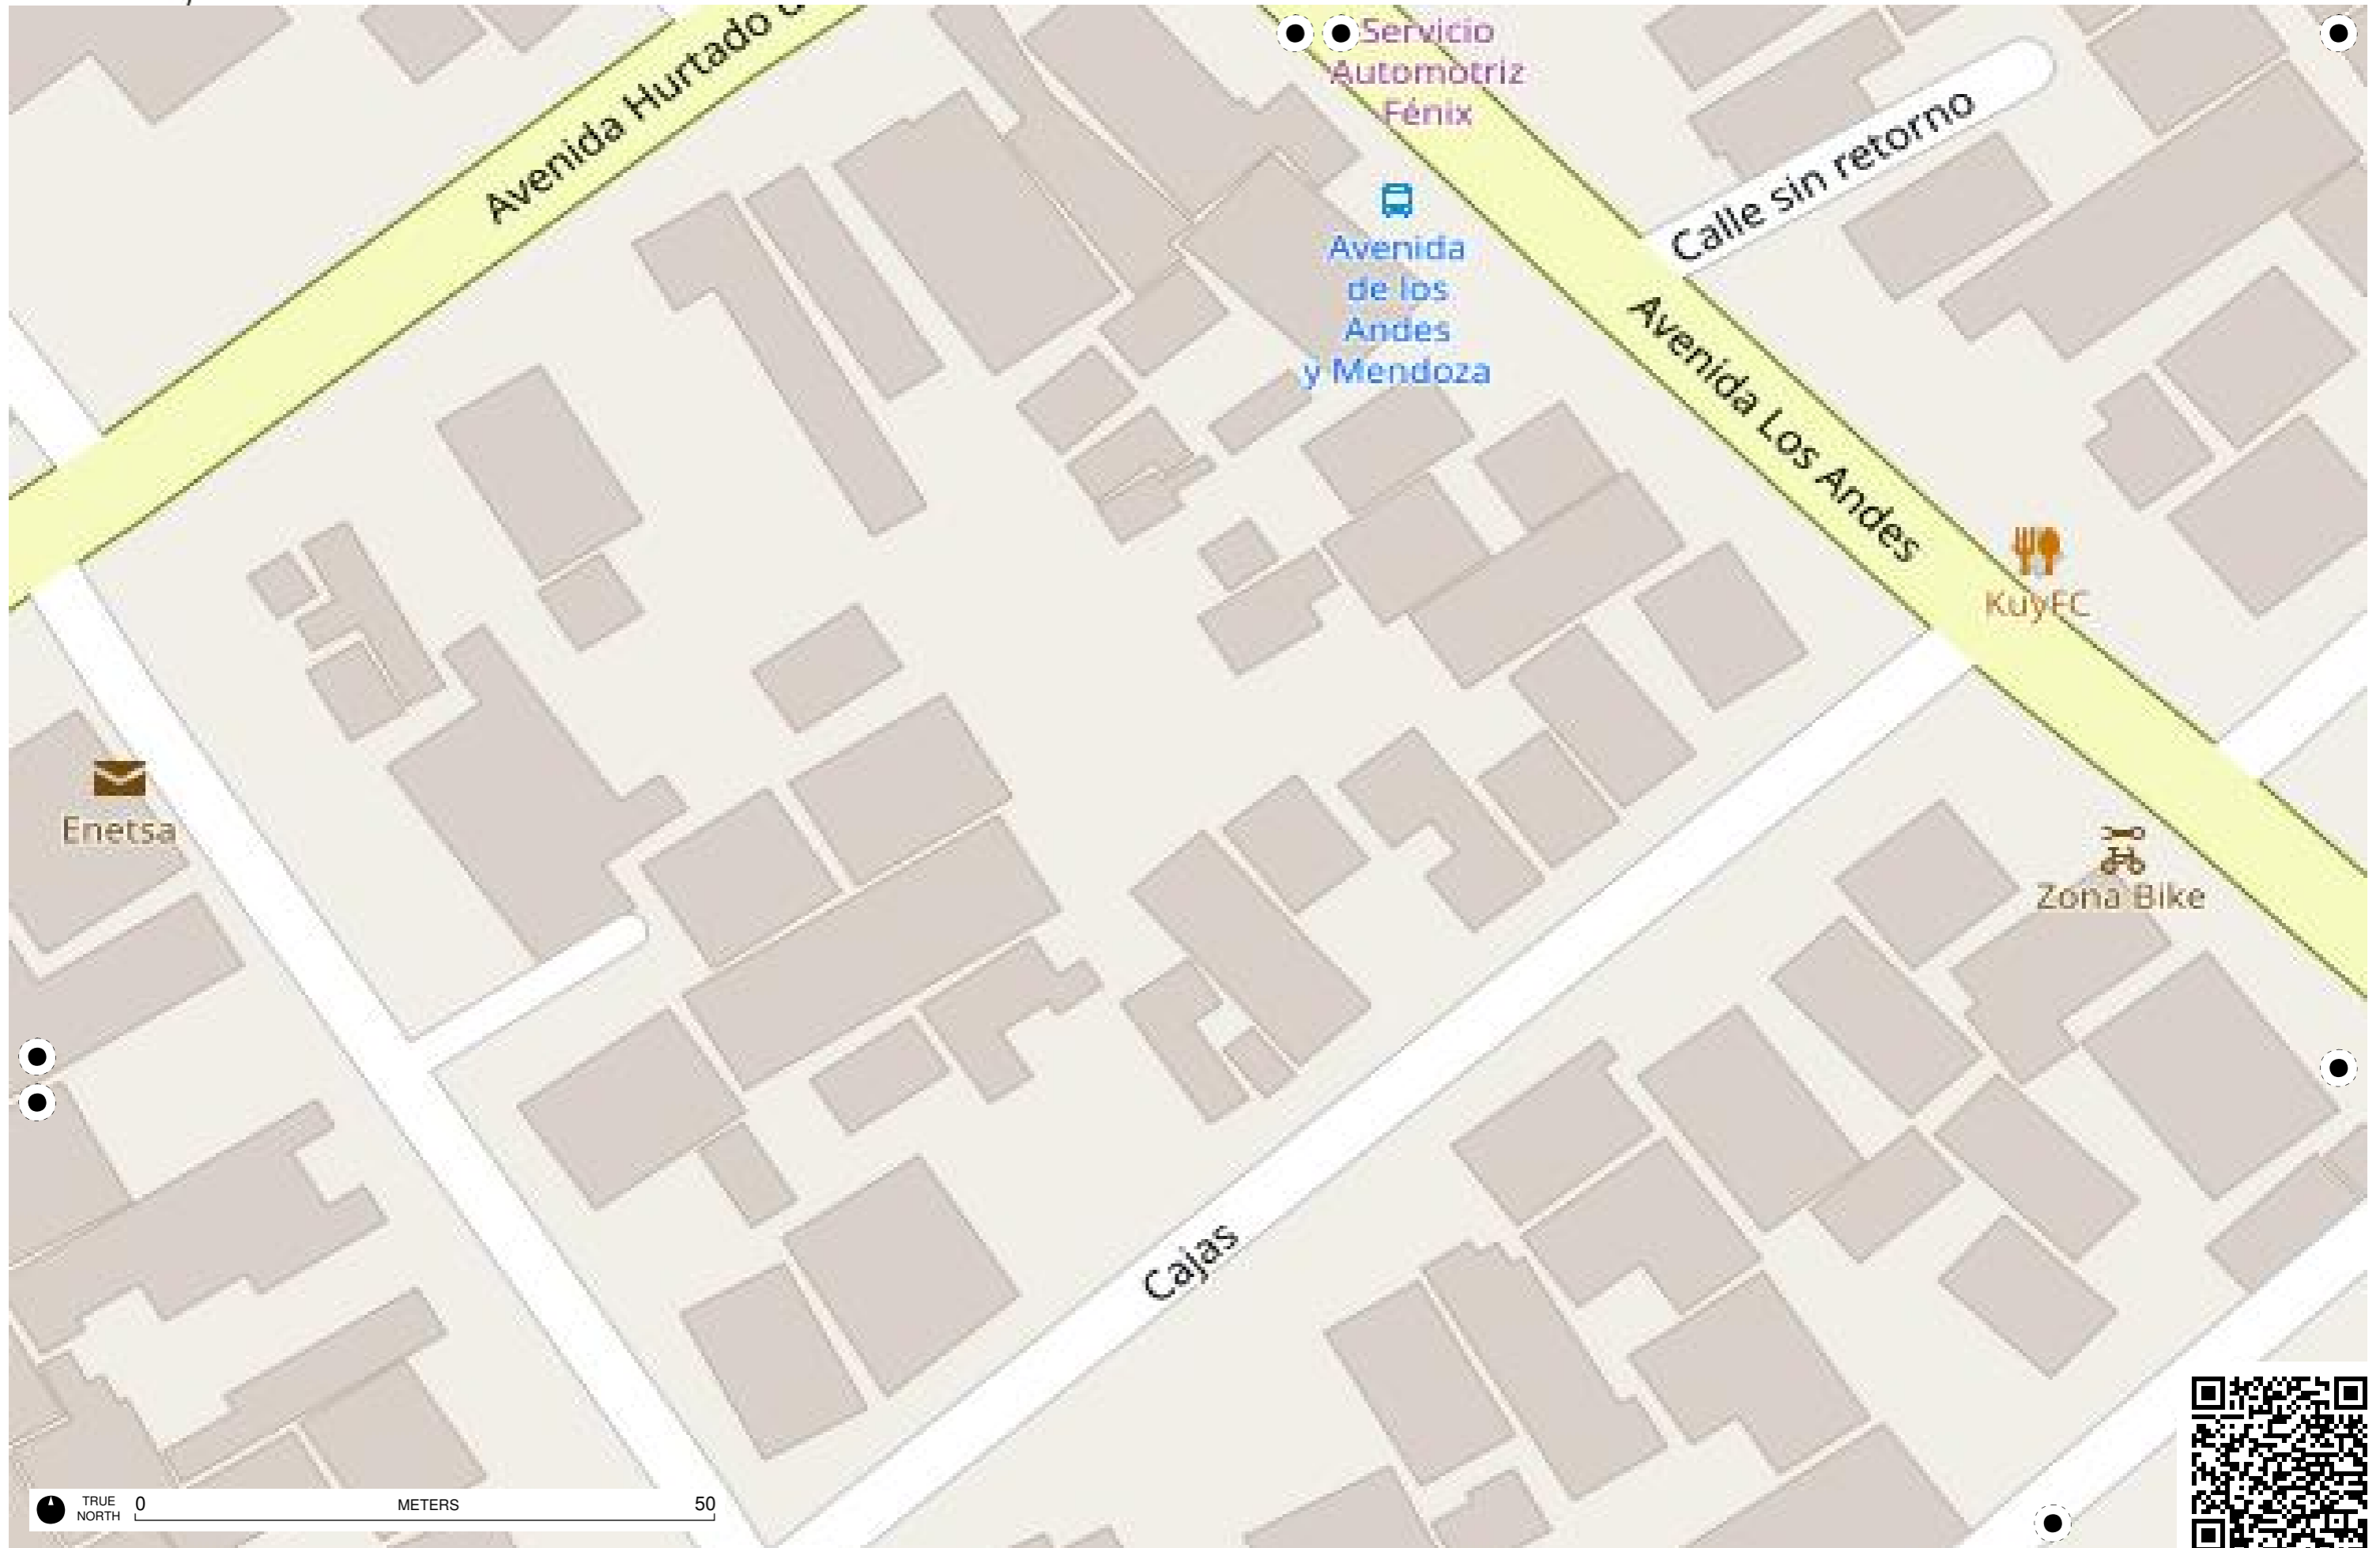 Avenida Hurtado
Servicio
Automotriz
Fénix
Calle sin retorno
Avenida
de los
Andes
y Mendoza
Avenida Los Andes
KuyEC
Enetsa
Zona Bike
Cajas
TRUE
NORTH
0 METERS 50